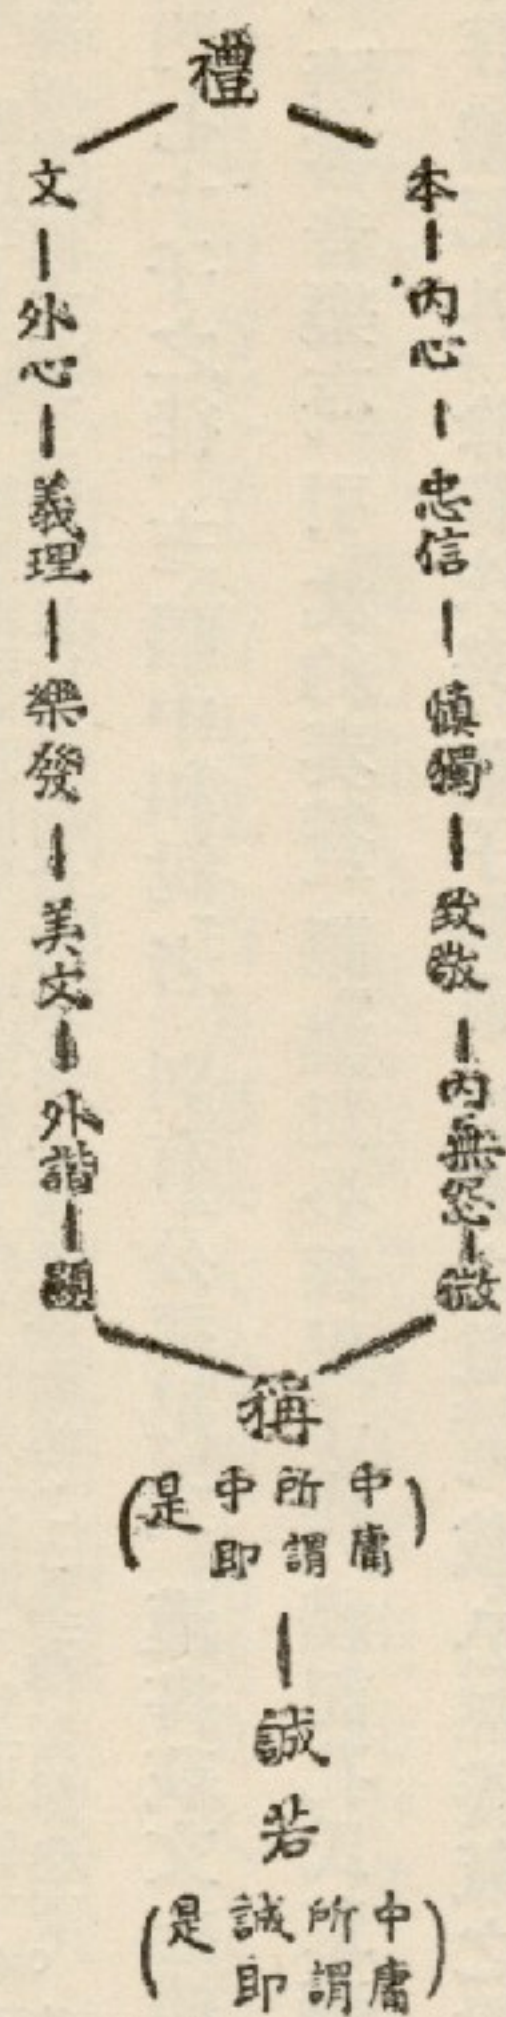 禮
本—內心—忠信—慎獨—致敬—內無怨—微
文—外心—義理—樂發—美文—外諧—顯
稱
(中庸所謂中即是)
誠若
(中庸所謂誠即是)